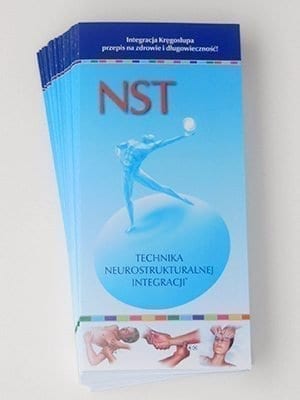 Integracja Kręgosłupa
przepis na zdrowie i długowieczność!
NST
TECHNIKA
NEUROSTRUKTURALNEJ
INTEGRACJI®